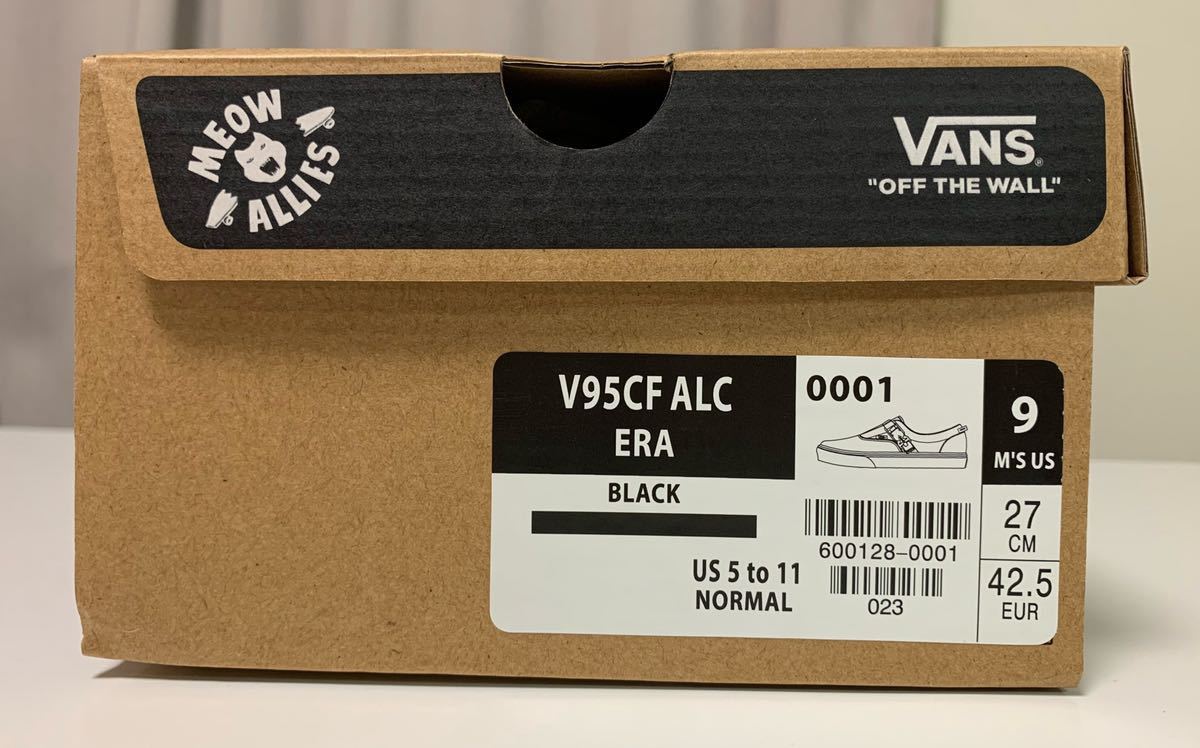 MEOW
ALLIES
VANS®
"OFF THE WALL"
V95CF ALC
ERA
BLACK
US 5 to 11
NORMAL
0001
600128-0001
023
9
M'S US
27
CM
42.5
EUR